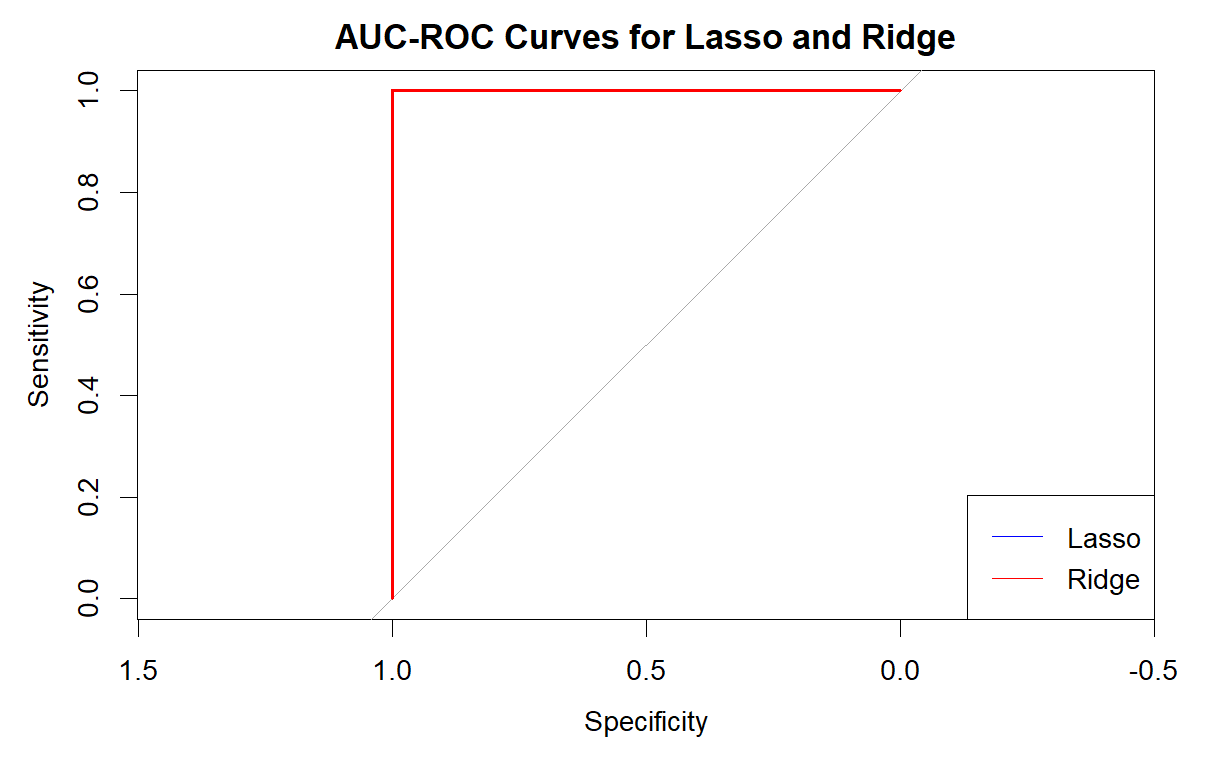 AUC-ROC Curves for Lasso and Ridge
Sensitivity
1.0
0.8
0.6
0.4
0.2
0.0
Lasso
Ridge
1.5 1.0 0.5 0.0 -0.5
Specificity